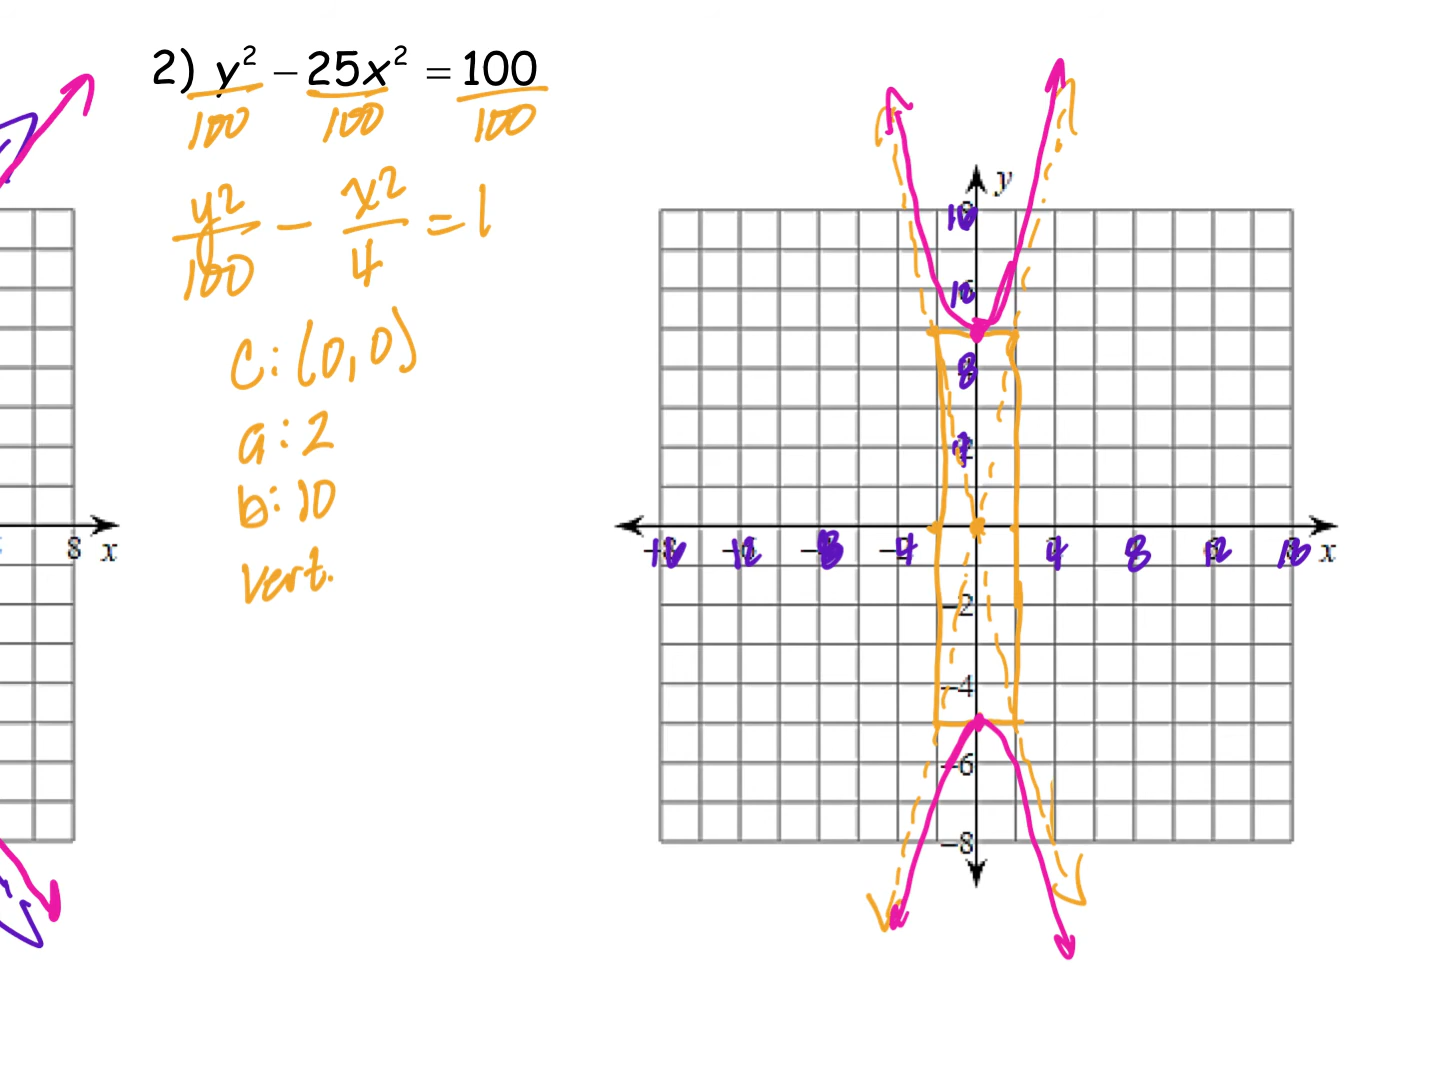 2) y² − 25x² = 100
100 100 100
y²/100 − x²/4 = 1
C: (0,0)
a: 2
b: 10
vert.
y
16
12
8
4
-16 -12 -8 -4 4 8 12 16 x
-2
-4
-6
-8
8 x